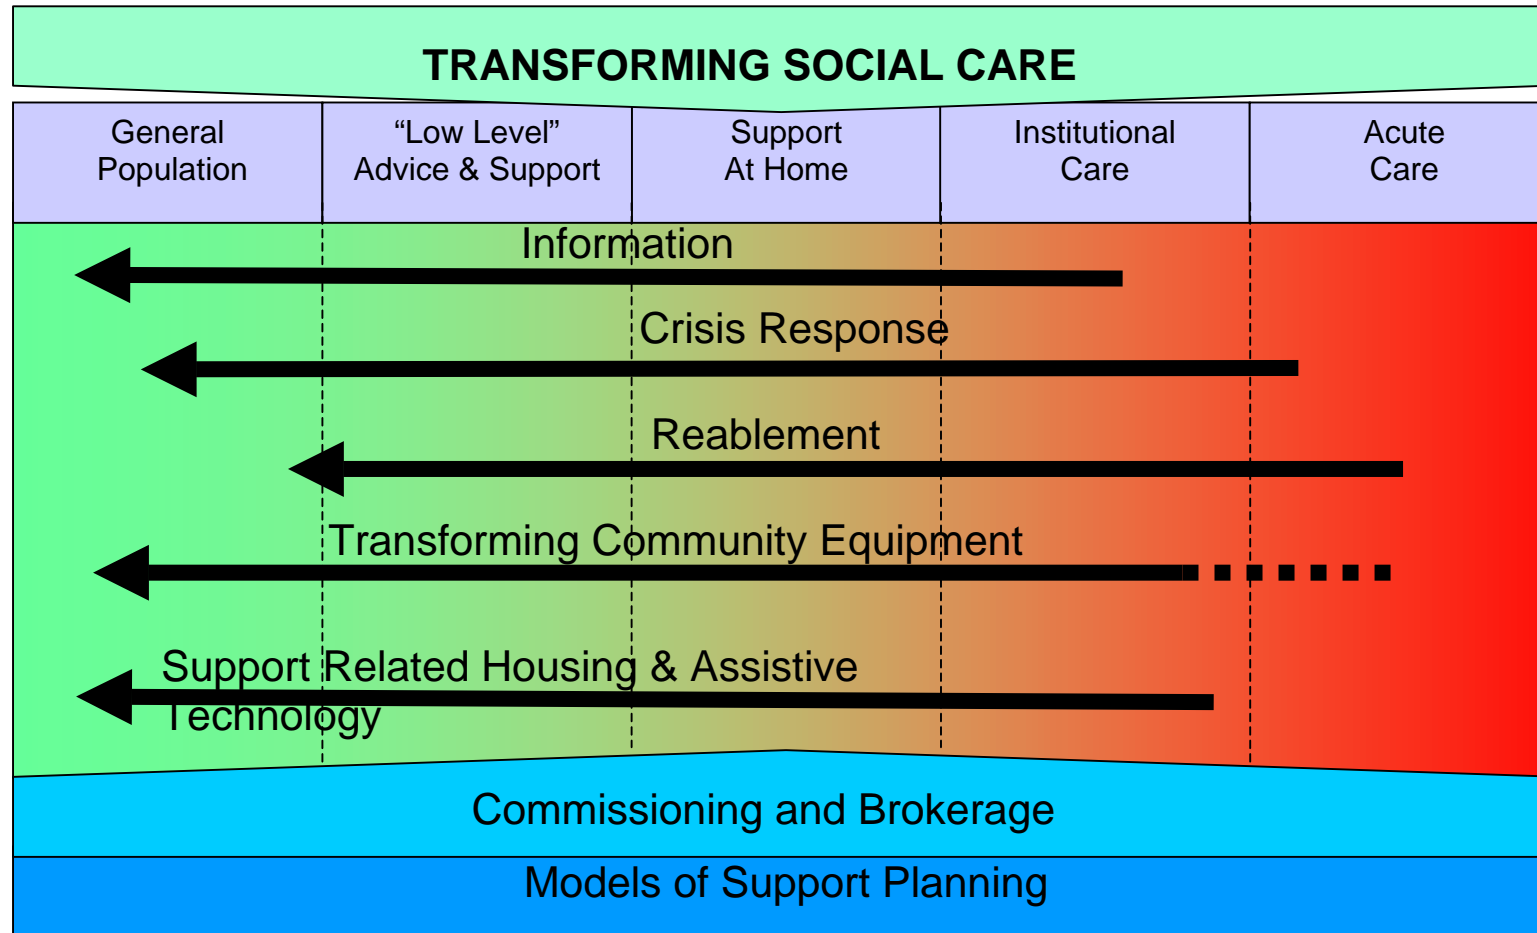 TRANSFORMING SOCIAL CARE
General
Population
“Low Level”
Advice & Support
Support
At Home
Institutional
Care
Acute
Care
Information
Crisis Response
Reablement
Transforming Community Equipment
Support Related Housing & Assistive
Technology
Commissioning and Brokerage
Models of Support Planning